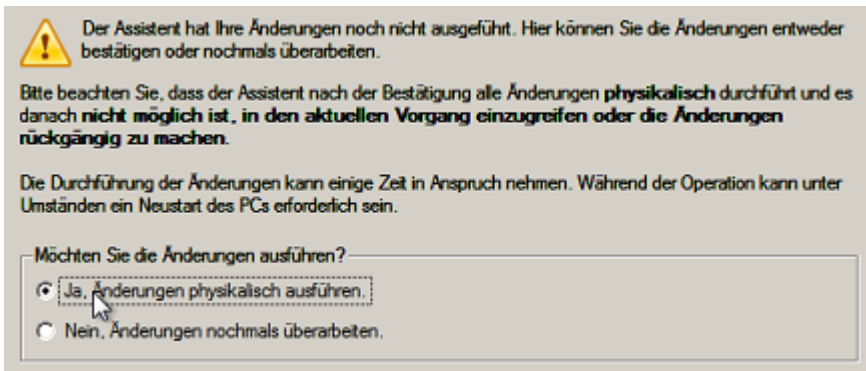 Der Assistent hat Ihre Änderungen noch nicht ausgeführt. Hier können Sie die Änderungen entweder
bestätigen oder nochmals überarbeiten.
Bitte beachten Sie, dass der Assistent nach der Bestätigung alle Änderungen physikalisch durchführt und es
danach nicht möglich ist, in den aktuellen Vorgang einzugreifen oder die Änderungen
rückgängig zu machen.
Die Durchführung der Änderungen kann einige Zeit in Anspruch nehmen. Während der Operation kann unter
Umständen ein Neustart des PCs erforderlich sein.
Möchten Sie die Änderungen ausführen?
Ja, Änderungen physikalisch ausführen.
Nein, Änderungen nochmals überarbeiten.